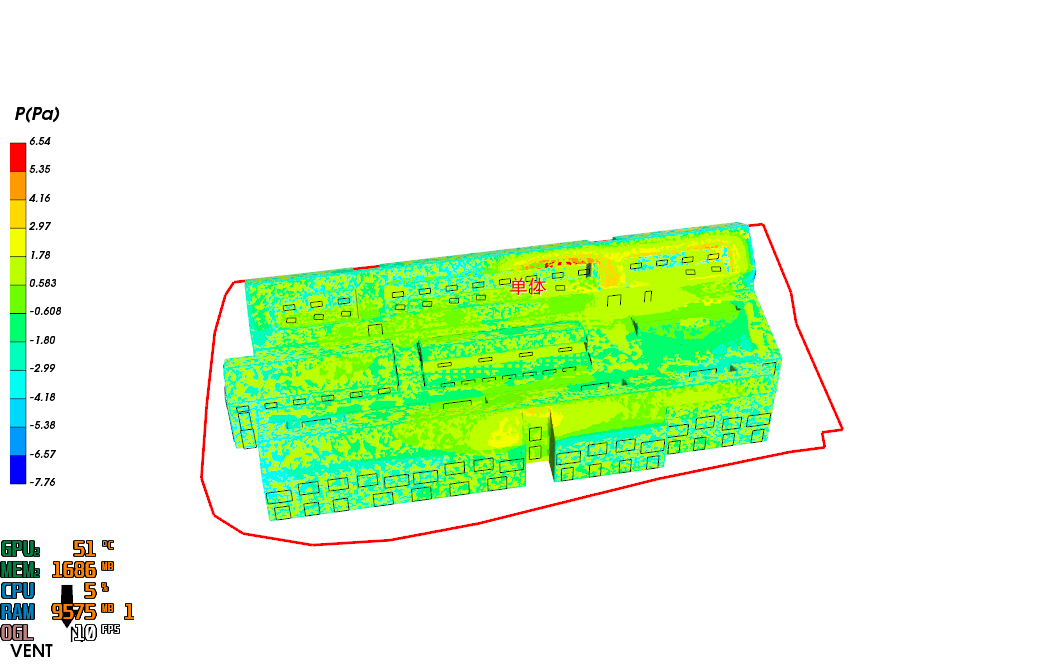 P(Pa)
6.54
5.35
4.16
2.97
1.78
0.583
-0.608
-1.80
-2.99
-4.18
-5.38
-6.57
-7.76
单体
GPU2 51 °C
MEM2 1686 MB
CPU 5 %
RAM 9575 MB 1
OGL 10 FPS
VENT